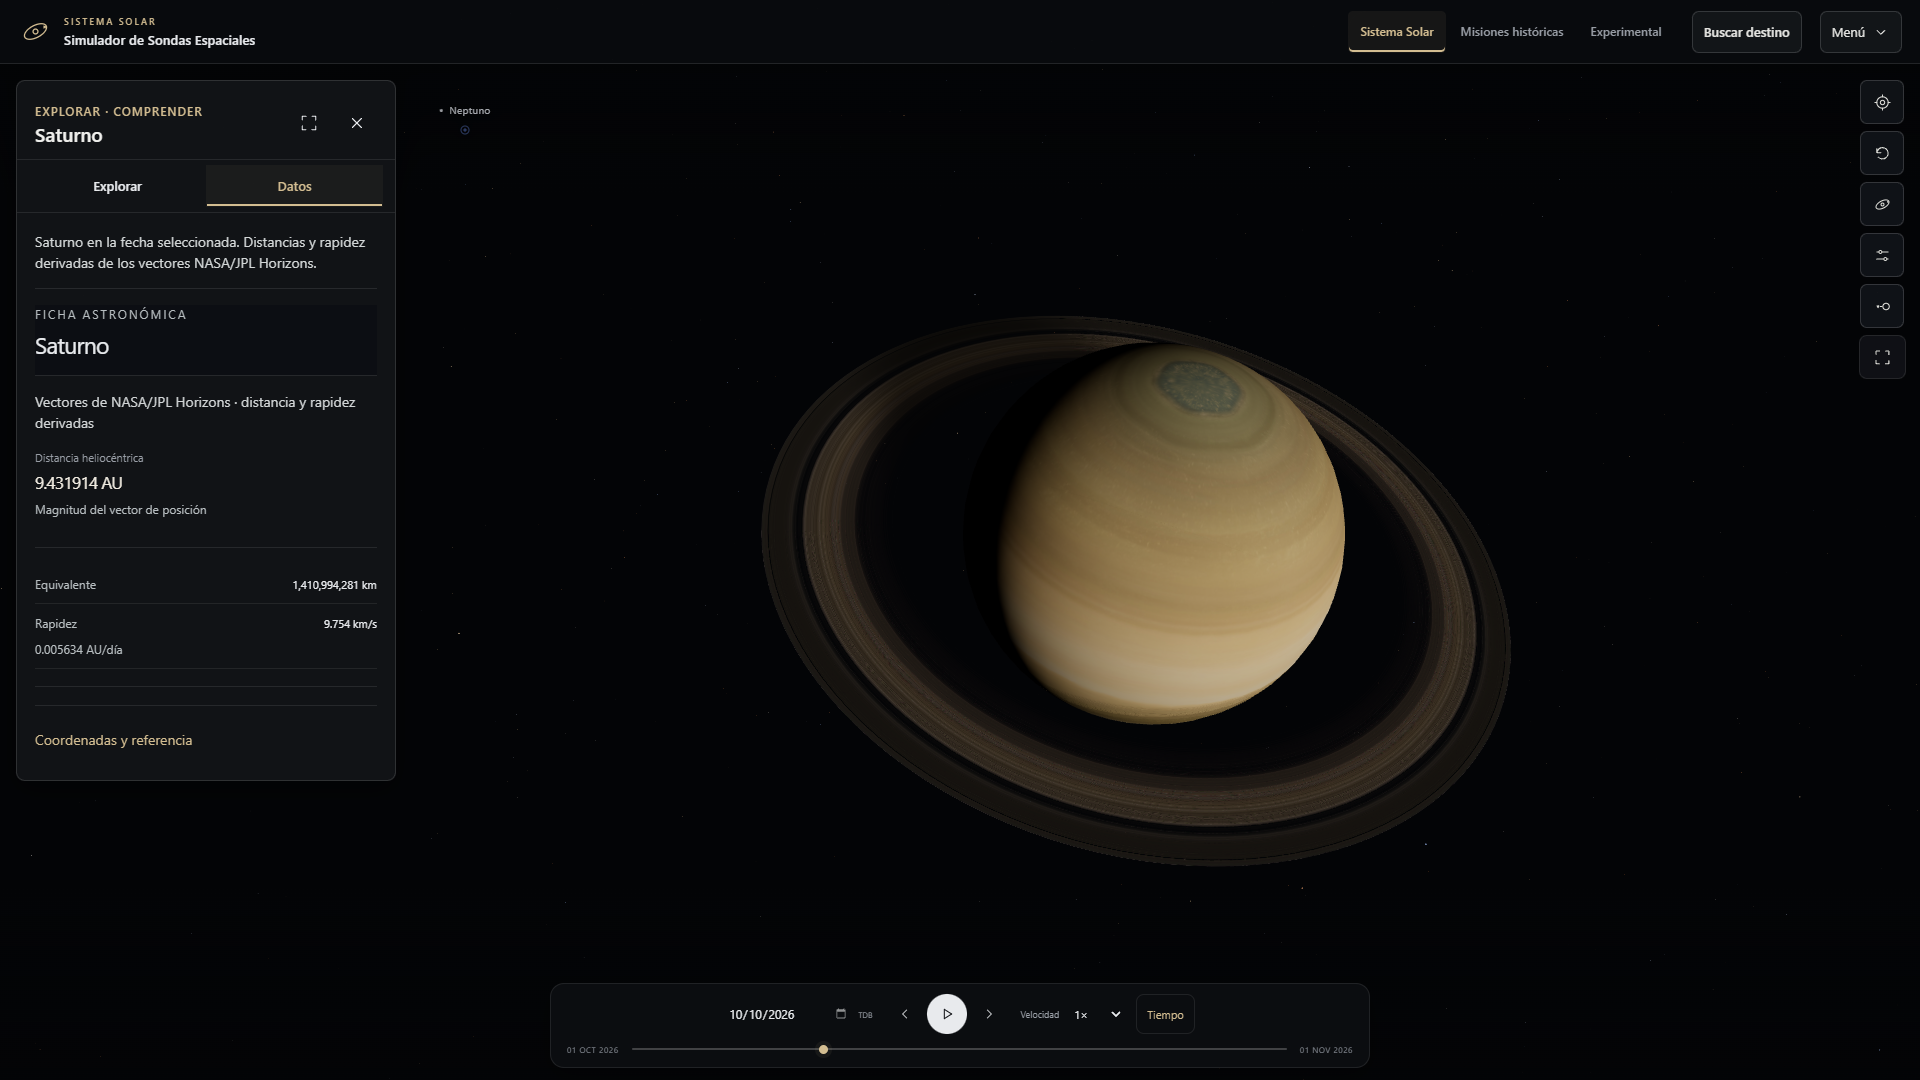 SISTEMA SOLAR
Simulador de Sondas Espaciales
Sistema Solar
Misiones históricas
Experimental
Buscar destino
Menú
EXPLORAR · COMPRENDER
Saturno
Explorar
Datos
Saturno en la fecha seleccionada. Distancias y rapidez
derivadas de los vectores NASA/JPL Horizons.
FICHA ASTRONÓMICA
Saturno
Vectores de NASA/JPL Horizons · distancia y rapidez
derivadas
Distancia heliocéntrica
9.431914 AU
Magnitud del vector de posición
Equivalente 1,410,994,281 km
Rapidez 9.754 km/s
0.005634 AU/día
Coordenadas y referencia
Neptuno
10/10/2026
TDB
Velocidad 1×
Tiempo
01 OCT 2026
01 NOV 2026